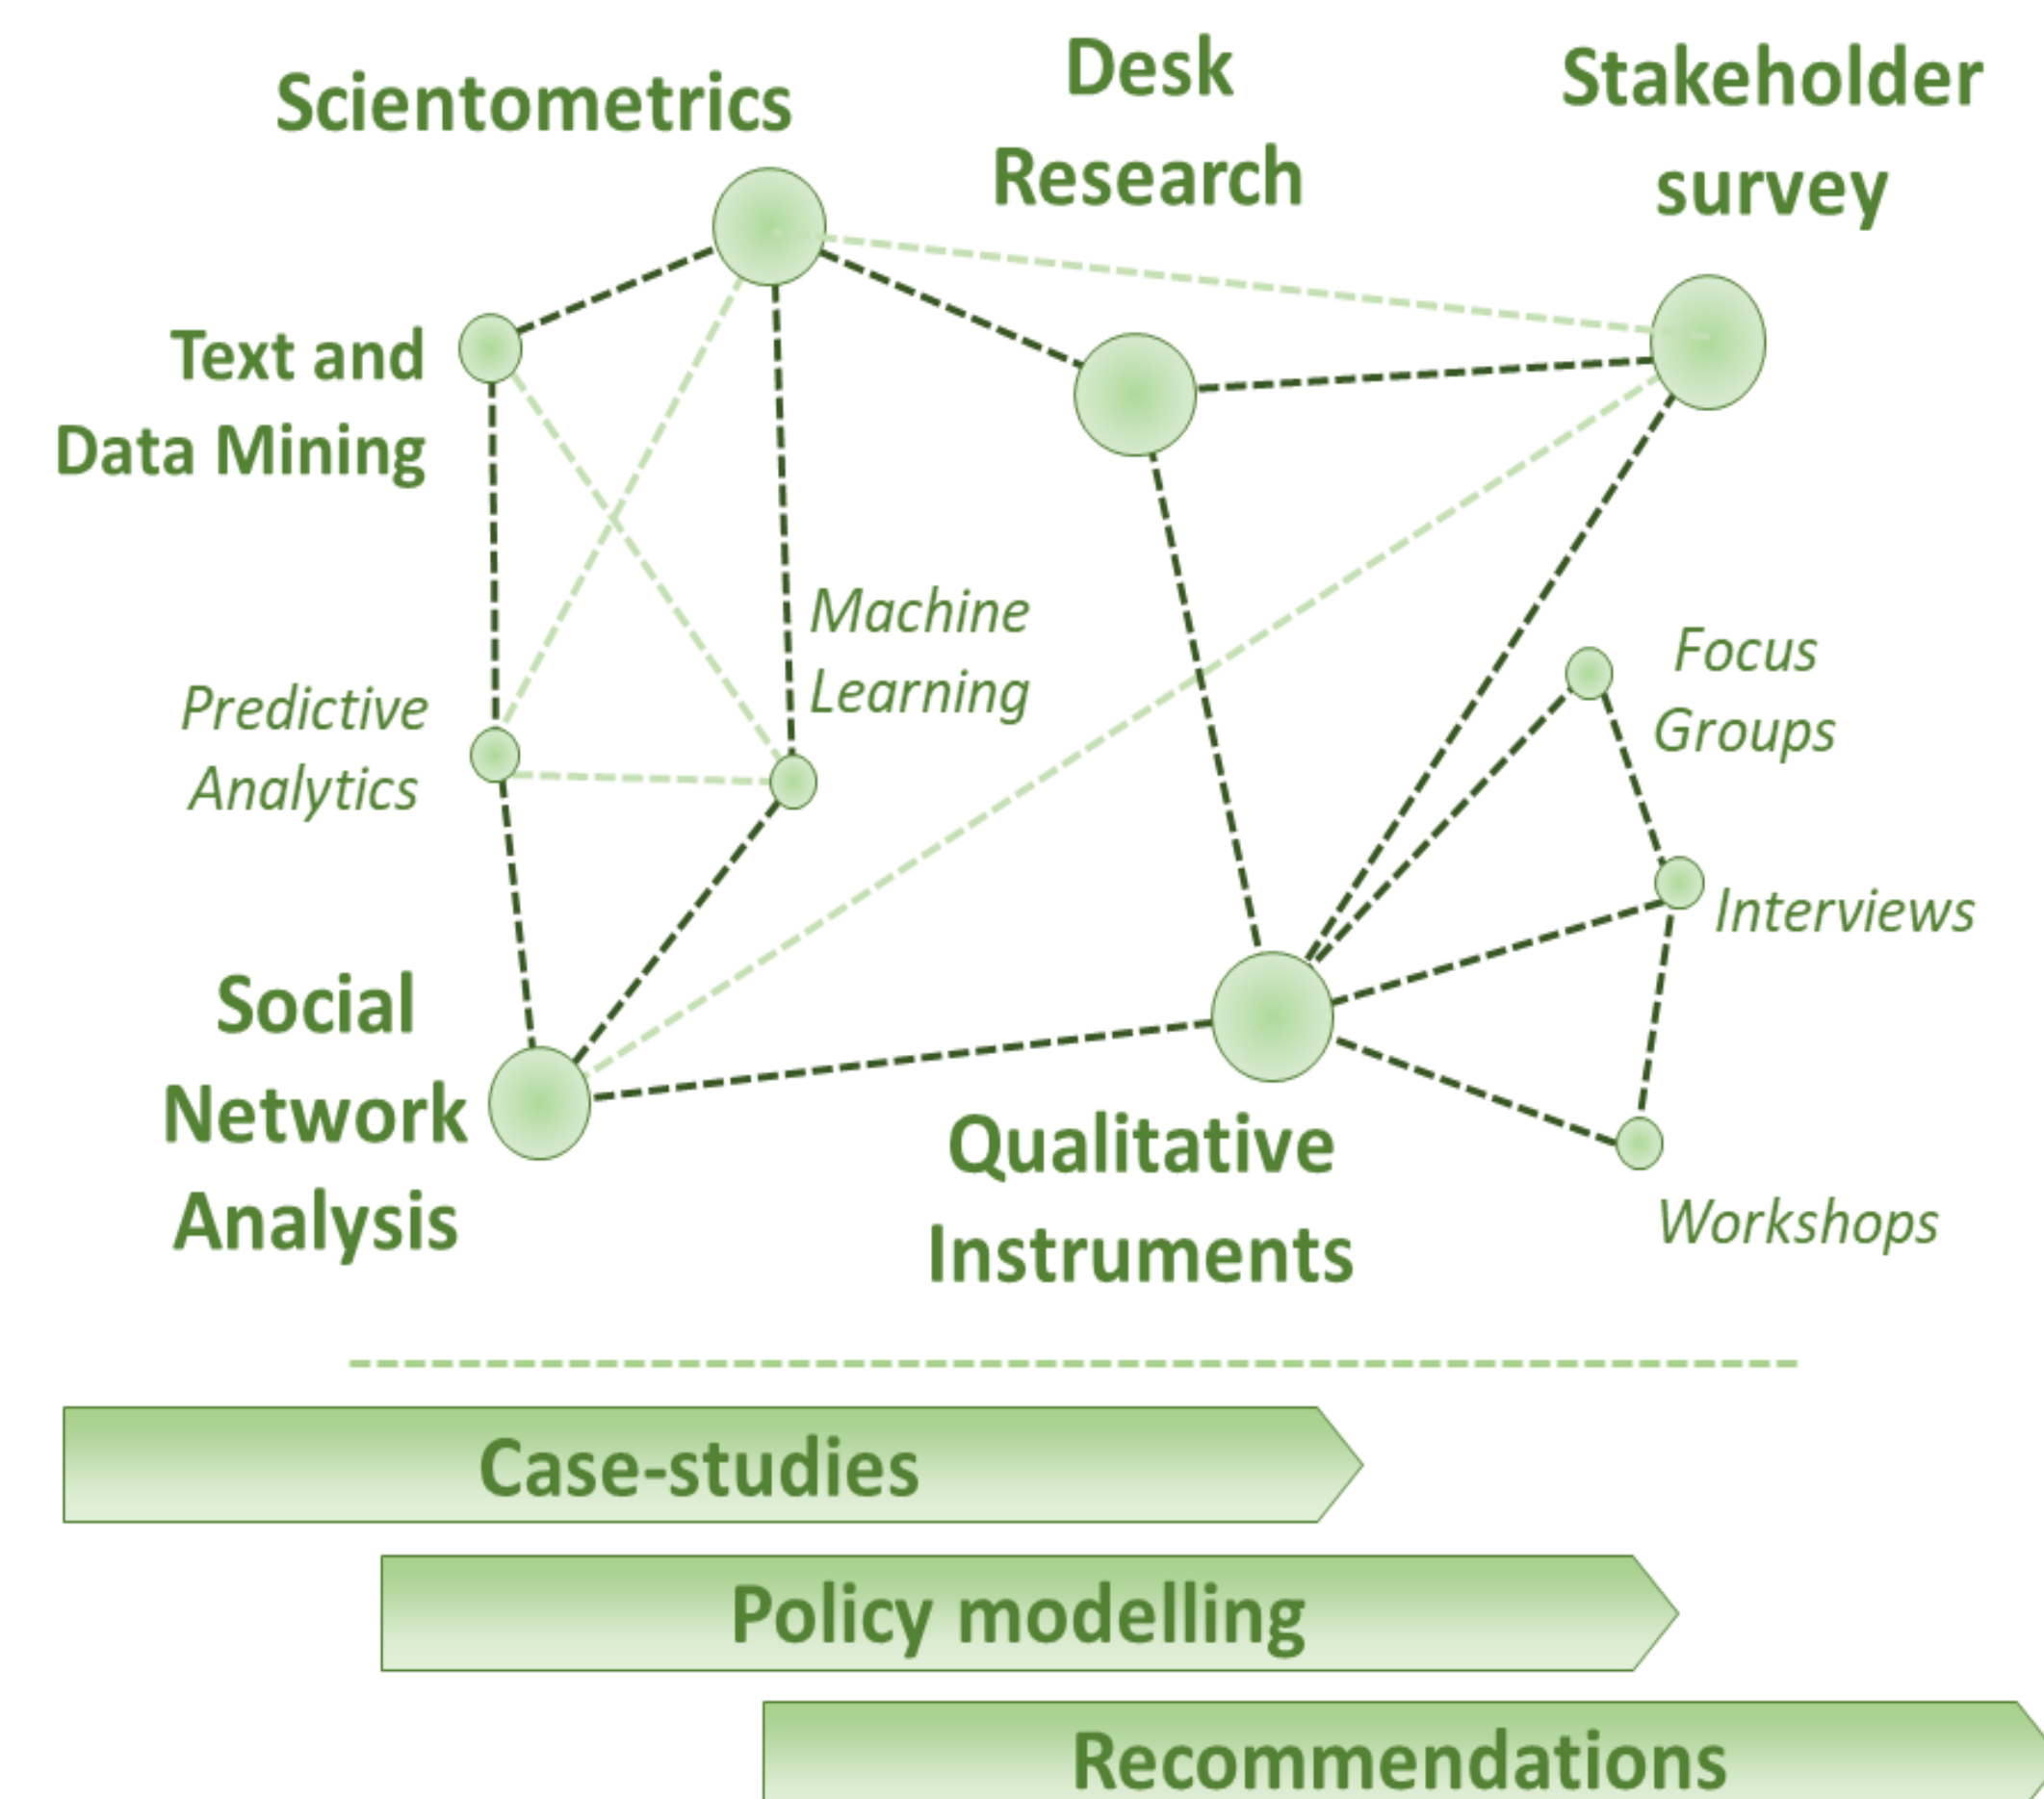 Scientometrics
Desk
Research
Stakeholder
survey
Text and
Data Mining
Machine
Learning
Predictive
Analytics
Focus
Groups
Interviews
Social
Network
Analysis
Qualitative
Instruments
Workshops
Case-studies
Policy modelling
Recommendations